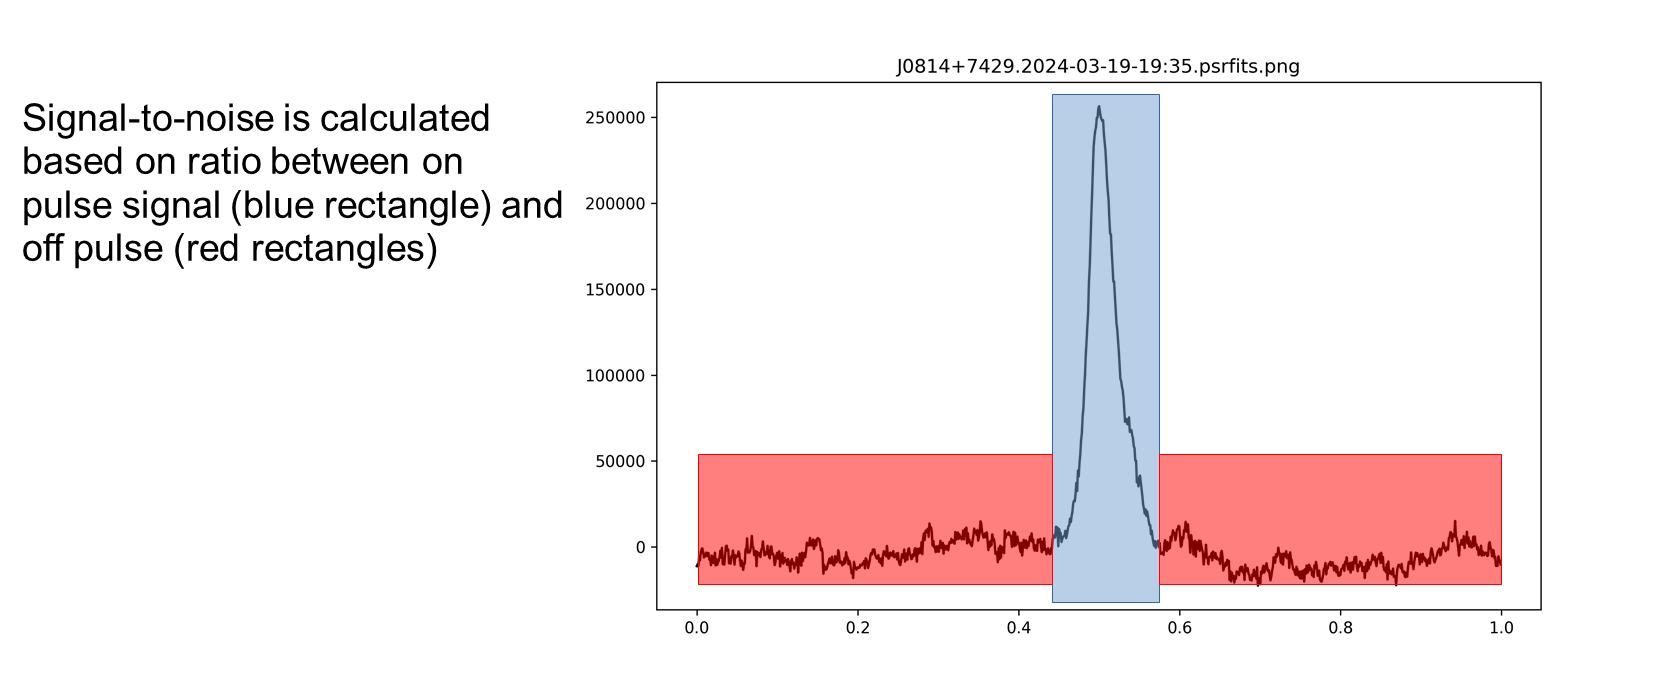 J0814+7429.2024-03-19-19:35.psrfits.png
Signal-to-noise is calculated
based on ratio between on
pulse signal (blue rectangle) and
off pulse (red rectangles)
250000
200000
150000
100000
50000
0
0.0 0.2 0.4 0.6 0.8 1.0